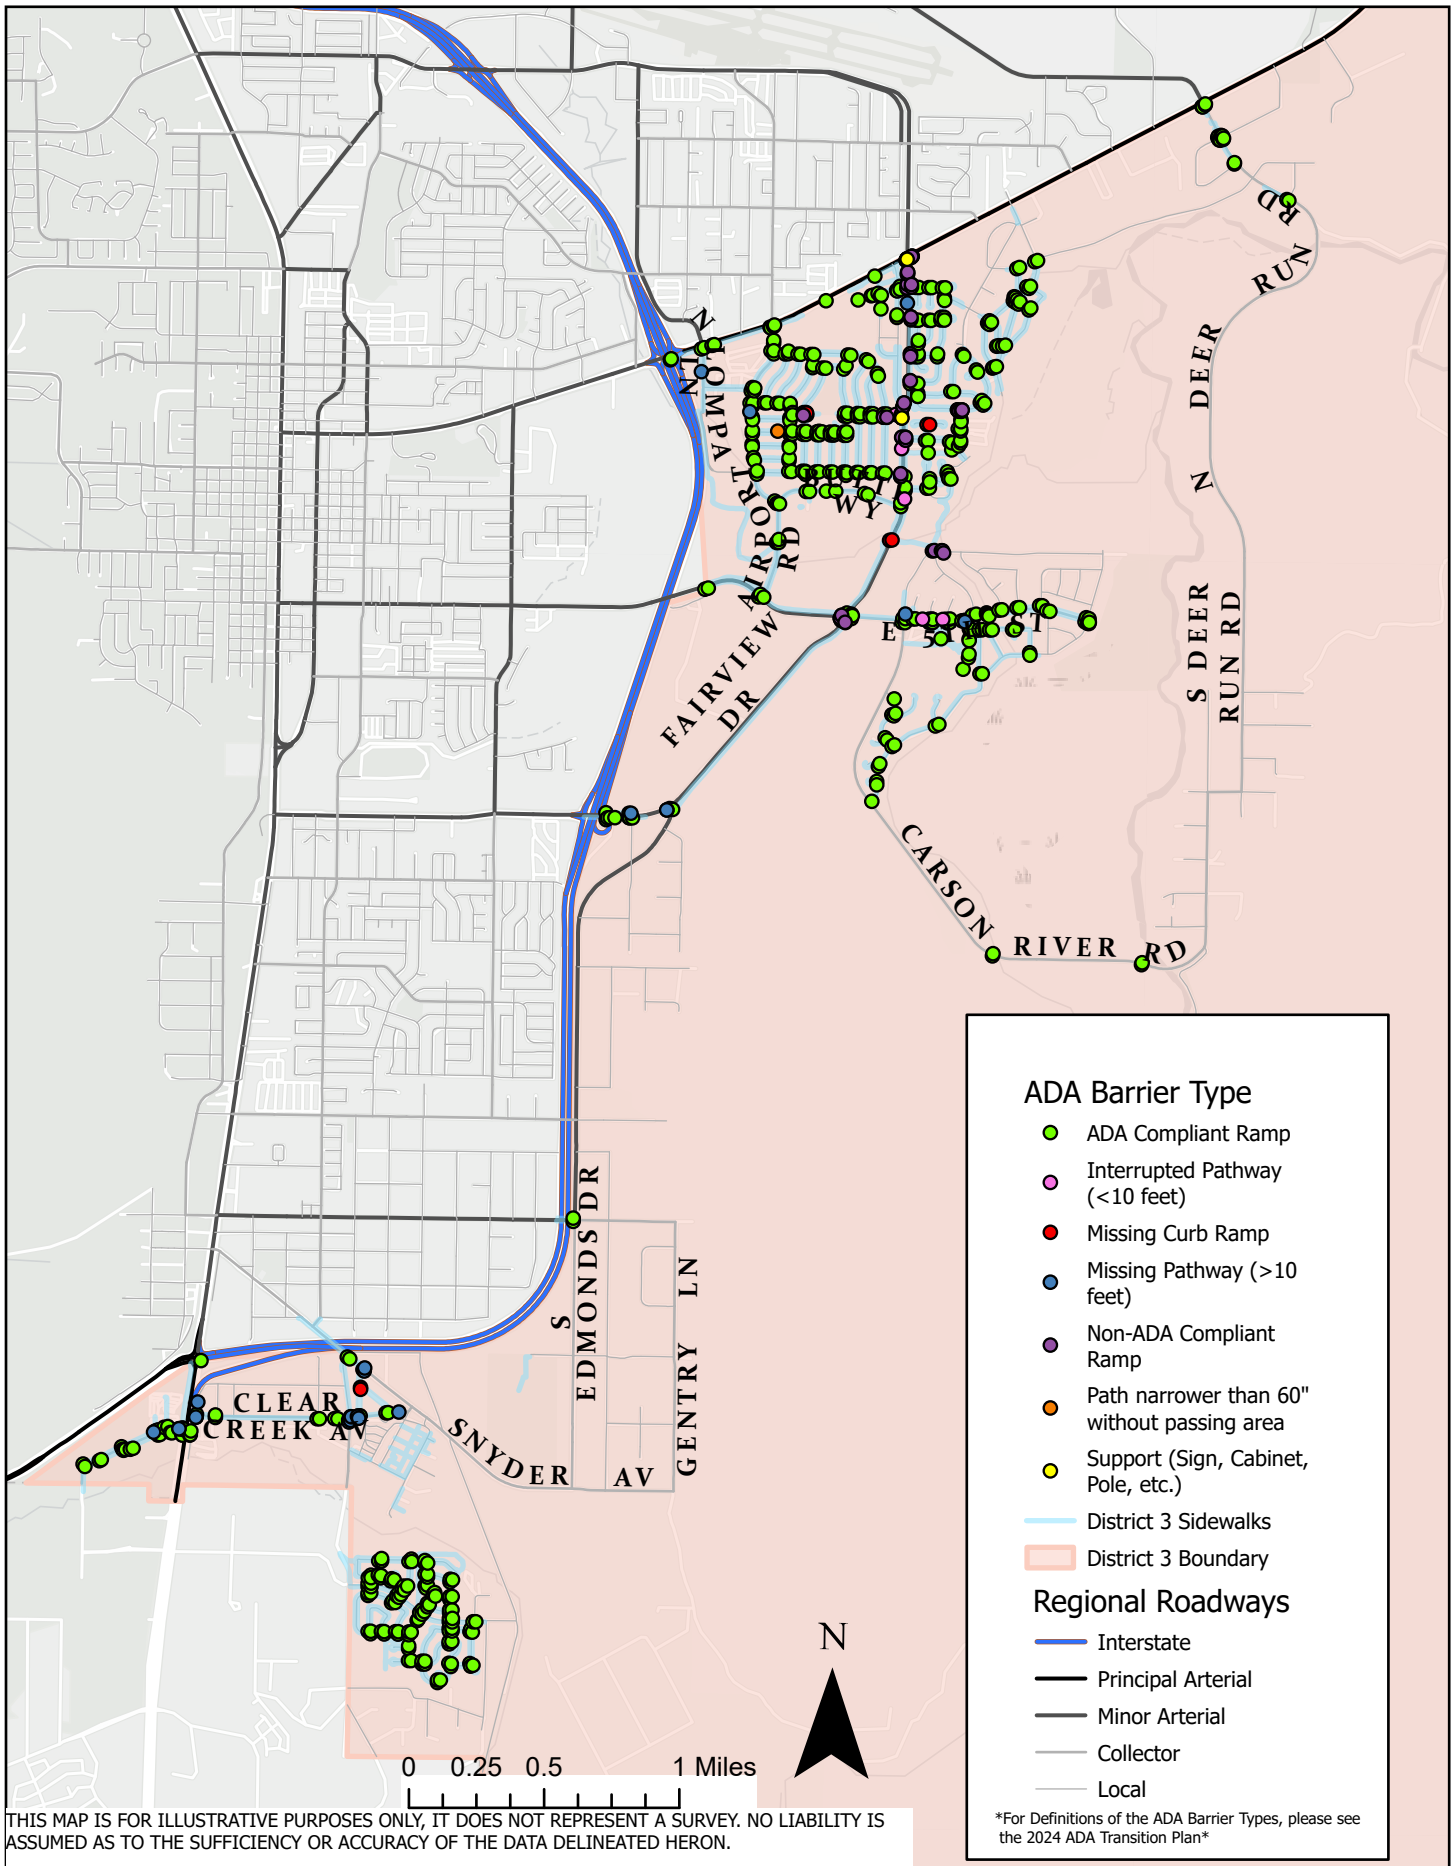 RD
RUN
DEER
N
N
LN
LOMPA
AIRPORT
RD
BUTTI
WY
E 5TH ST
FAIRVIEW
DR
S DEER
RUN RD
CARSON
RIVER RD
S
EDMONDS DR
GENTRY LN
CLEAR
CREEK AV
SNYDER AV
ADA Barrier Type
ADA Compliant Ramp
Interrupted Pathway
(<10 feet)
Missing Curb Ramp
Missing Pathway (>10
feet)
Non-ADA Compliant
Ramp
Path narrower than 60"
without passing area
Support (Sign, Cabinet,
Pole, etc.)
District 3 Sidewalks
District 3 Boundary
Regional Roadways
Interstate
Principal Arterial
Minor Arterial
Collector
Local
*For Definitions of the ADA Barrier Types, please see
the 2024 ADA Transition Plan*
N
0 0.25 0.5 1 Miles
THIS MAP IS FOR ILLUSTRATIVE PURPOSES ONLY, IT DOES NOT REPRESENT A SURVEY. NO LIABILITY IS
ASSUMED AS TO THE SUFFICIENCY OR ACCURACY OF THE DATA DELINEATED HERON.